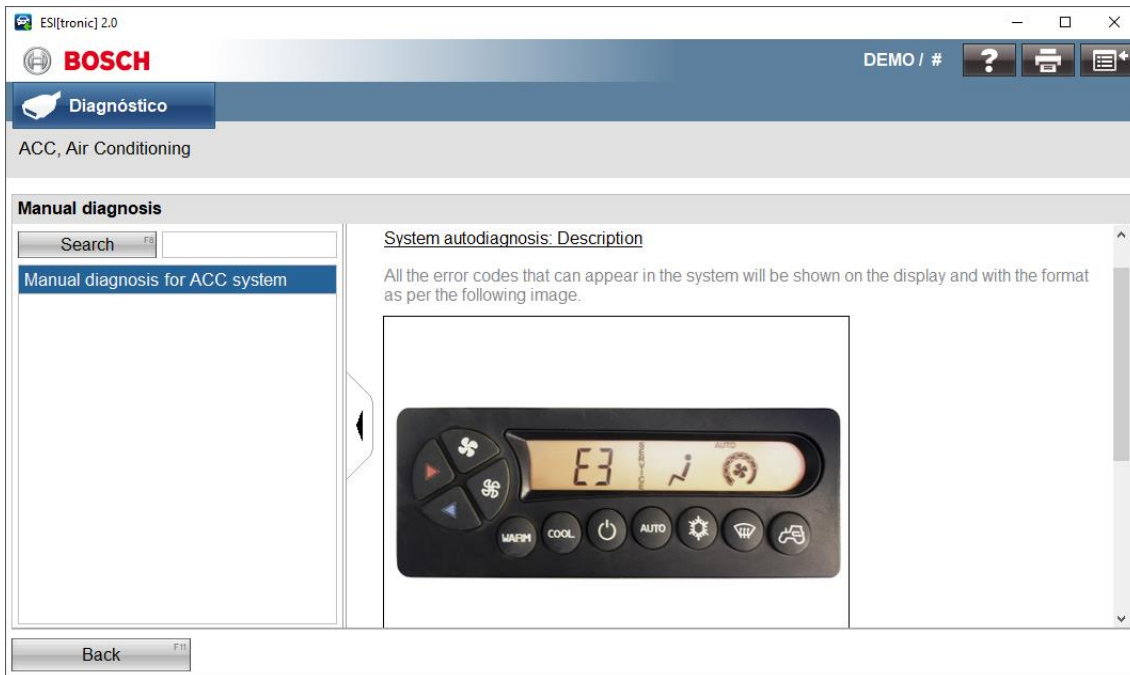 ESI[tronic] 2.0
BOSCH
DEMO / #
?
Diagnóstico
ACC, Air Conditioning
Manual diagnosis
Search F6
Manual diagnosis for ACC system
System autodiagnosis: Description
All the error codes that can appear in the system will be shown on the display and with the format
as per the following image.
E3
SERVICE
AUTO
WARM
COOL
AUTO
Back F11